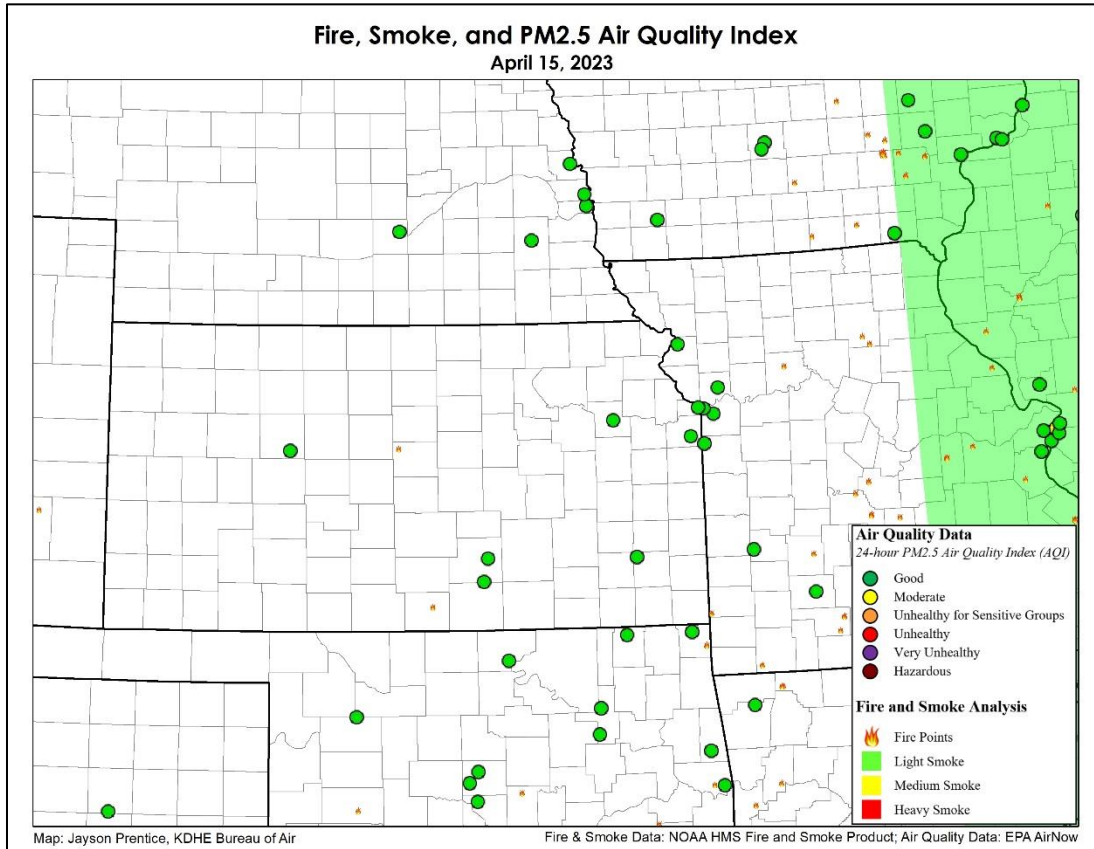 Fire, Smoke, and PM2.5 Air Quality Index
April 15, 2023
Air Quality Data
24-hour PM2.5 Air Quality Index (AQI)
Good
Moderate
Unhealthy for Sensitive Groups
Unhealthy
Very Unhealthy
Hazardous
Fire and Smoke Analysis
Fire Points
Light Smoke
Medium Smoke
Heavy Smoke
Map: Jayson Prentice, KDHE Bureau of Air
Fire & Smoke Data: NOAA HMS Fire and Smoke Product; Air Quality Data: EPA AirNow